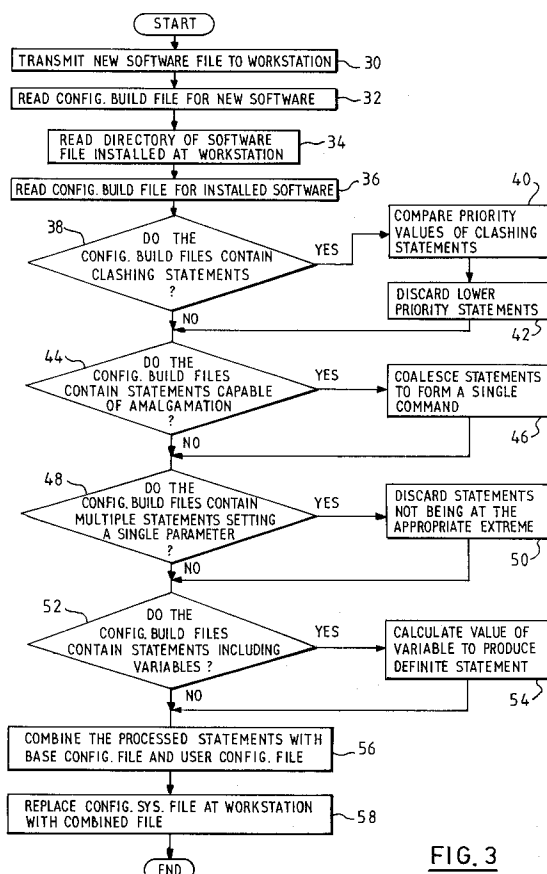 START
TRANSMIT NEW SOFTWARE FILE TO WORKSTATION
30
READ CONFIG. BUILD FILE FOR NEW SOFTWARE
32
READ DIRECTORY OF SOFTWARE
FILE INSTALLED AT WORKSTATION
34
READ CONFIG. BUILD FILE FOR INSTALLED SOFTWARE
36
38
DO THE
CONFIG. BUILD FILES CONTAIN
CLASHING STATEMENTS
?
YES
NO
40
COMPARE PRIORITY
VALUES OF CLASHING
STATEMENTS
DISCARD LOWER
PRIORITY STATEMENTS
42
44
DO THE
CONFIG. BUILD FILES
CONTAIN STATEMENTS CAPABLE
OF AMALGAMATION
?
YES
NO
COALESCE STATEMENTS
TO FORM A SINGLE
COMMAND
46
48
DO THE
CONFIG. BUILD FILES CONTAIN
MULTIPLE STATEMENTS SETTING
A SINGLE PARAMETER
?
YES
NO
DISCARD STATEMENTS
NOT BEING AT THE
APPROPRIATE EXTREME
50
52
DO THE
CONFIG. BUILD FILES
CONTAIN STATEMENTS INCLUDING
VARIABLES ?
YES
NO
CALCULATE VALUE OF
VARIABLE TO PRODUCE
DEFINITE STATEMENT
54
COMBINE THE PROCESSED STATEMENTS WITH
BASE CONFIG. FILE AND USER CONFIG. FILE
56
REPLACE CONFIG. SYS. FILE AT WORKSTATION
WITH COMBINED FILE
58
END
FIG. 3